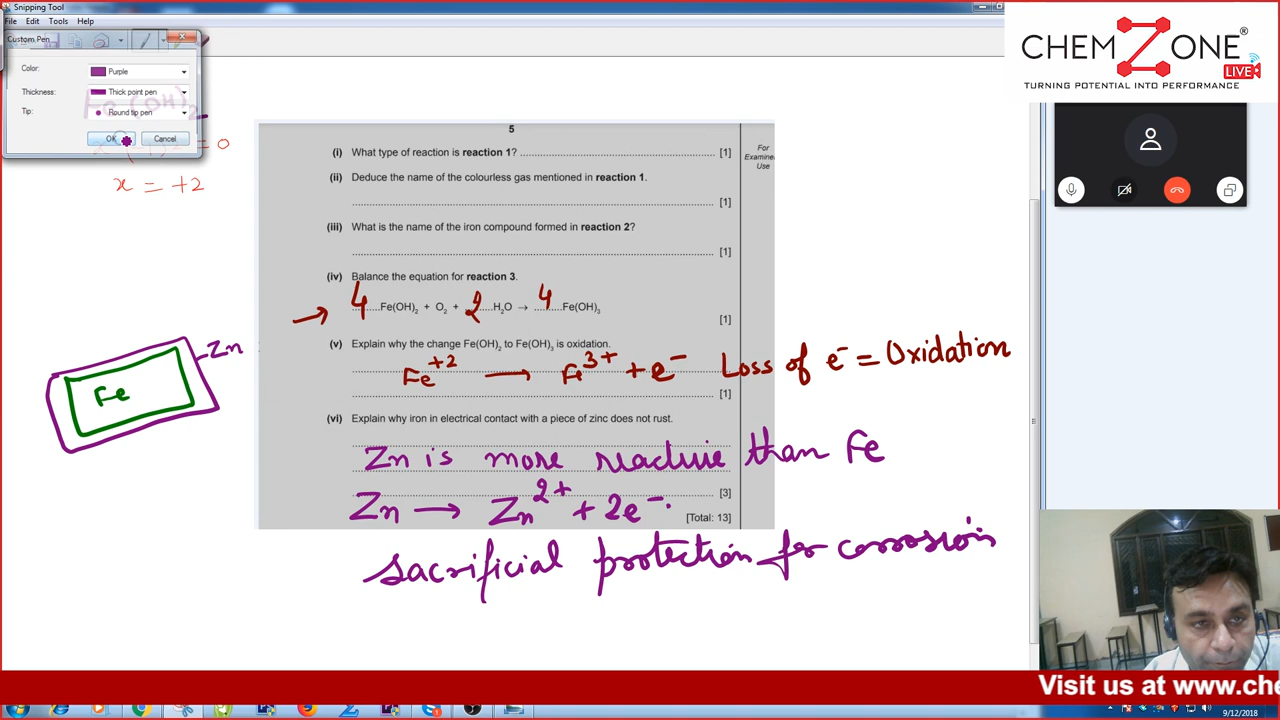 Snipping Tool
File Edit Tools Help
Custom Pen
Color: Purple
Thickness: Thick point pen
Tip: Round tip pen
OK Cancel
Fe(OH)₂
= 0
x = +2
CHEMZONE®
LIVE
TURNING POTENTIAL INTO PERFORMANCE
5
For
Examiner
Use
(i) What type of reaction is reaction 1? [1]
(ii) Deduce the name of the colourless gas mentioned in reaction 1.
[1]
(iii) What is the name of the iron compound formed in reaction 2?
[1]
(iv) Balance the equation for reaction 3.
→ 4 Fe(OH)₂ + O₂ + 2 H₂O → 4 Fe(OH)₃
[1]
(v) Explain why the change Fe(OH)₂ to Fe(OH)₃ is oxidation.
Fe⁺² → Fe³⁺ + e⁻ Loss of e⁻ = Oxidation
[1]
(vi) Explain why iron in electrical contact with a piece of zinc does not rust.
Zn is more reactive than Fe
[3]
Zn → Zn²⁺ + 2e⁻.
[Total: 13]
sacrificial protection for corrosion
Zn
Fe
Visit us at www.che
9/12/2018